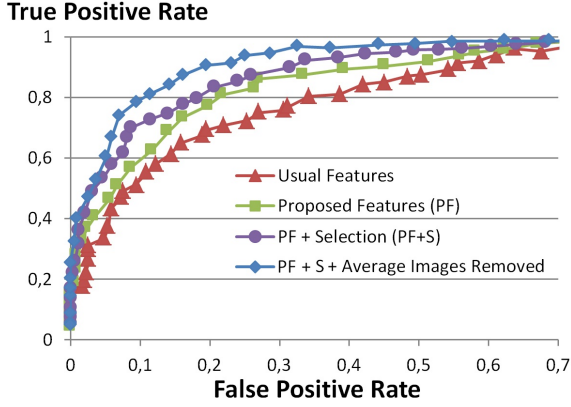 True Positive Rate
1
0,8
0,6
0,4
0,2
0
Usual Features
Proposed Features (PF)
PF + Selection (PF+S)
PF + S + Average Images Removed
0 0,1 0,2 0,3 0,4 0,5 0,6 0,7
False Positive Rate